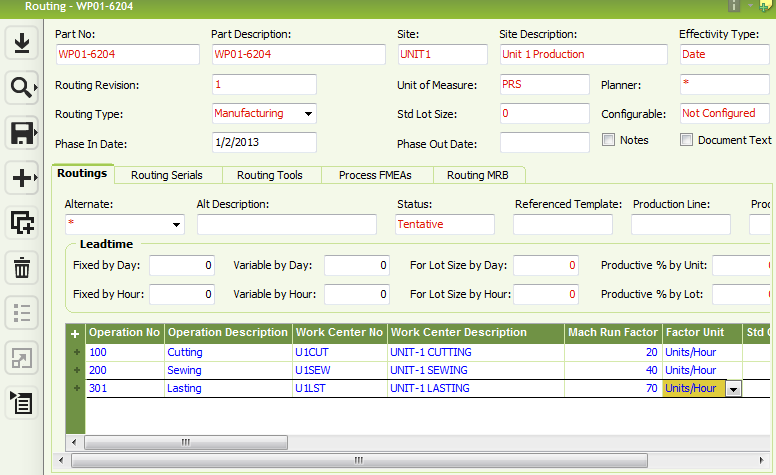 Routing - WP01-6204
Part No: Part Description: Site: Site Description: Effectivity Type:
WP01-6204 WP01-6204 UNIT1 Unit 1 Production Date
Routing Revision: 1 Unit of Measure: PRS Planner: *
Routing Type: Manufacturing Std Lot Size: 0 Configurable: Not Configured
Phase In Date: 1/2/2013 Phase Out Date: Notes Document Text
Routings Routing Serials Routing Tools Process FMEAs Routing MRB
Alternate: Alt Description: Status: Referenced Template: Production Line: Proc
* Tentative
Leadtime
Fixed by Day: 0 Variable by Day: 0 For Lot Size by Day: 0 Productive % by Unit:
Fixed by Hour: 0 Variable by Hour: 0 For Lot Size by Hour: 0 Productive % by Lot:
+ Operation No Operation Description Work Center No Work Center Description Mach Run Factor Factor Unit Std
+ 100 Cutting U1CUT UNIT-1 CUTTING 20 Units/Hour
+ 200 Sewing U1SEW UNIT-1 SEWING 40 Units/Hour
+ 301 Lasting U1LST UNIT-1 LASTING 70 Units/Hour